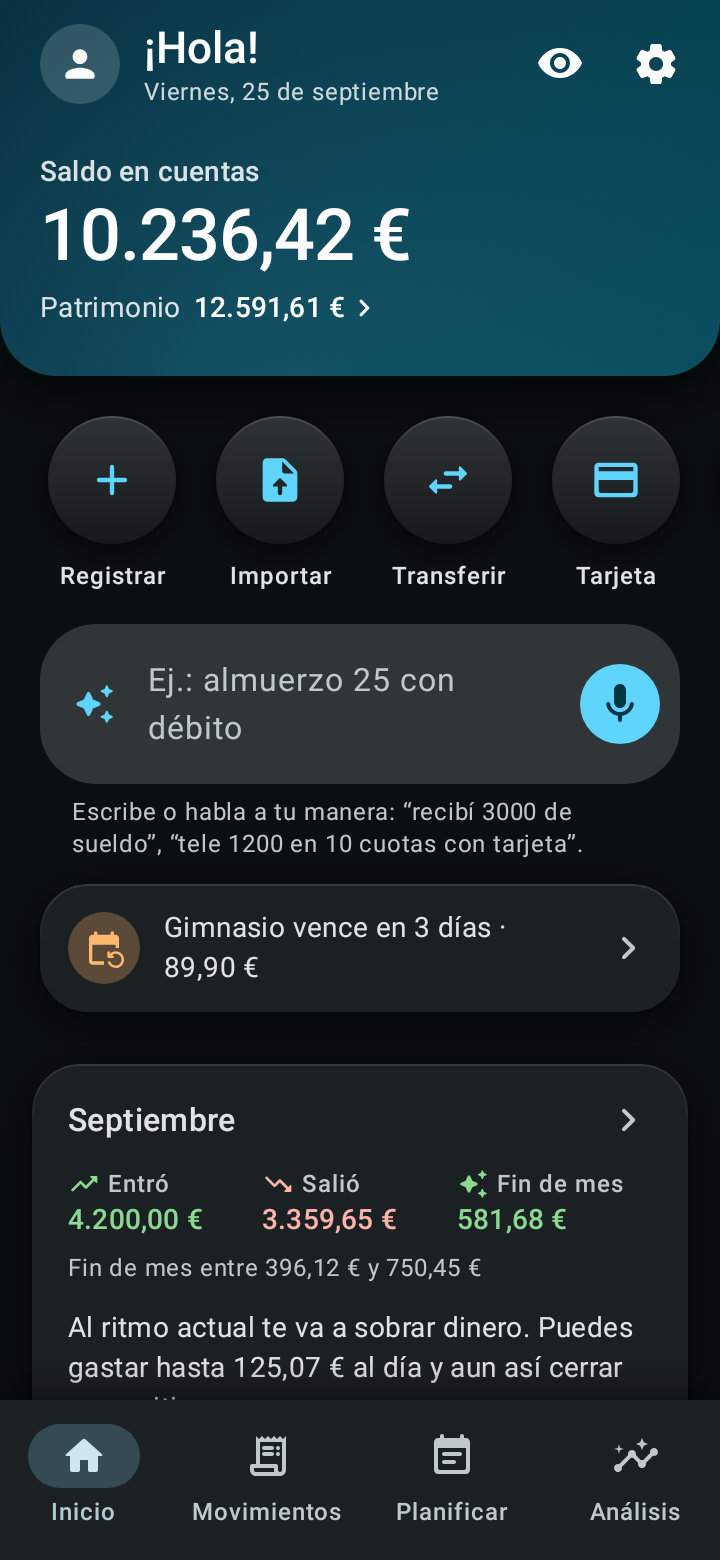 ¡Hola!
Viernes, 25 de septiembre
Saldo en cuentas
10.236,42 €
Patrimonio 12.591,61 €
Registrar
Importar
Transferir
Tarjeta
Ej.: almuerzo 25 con
débito
Escribe o habla a tu manera: “recibí 3000 de
sueldo”, “tele 1200 en 10 cuotas con tarjeta”.
Gimnasio vence en 3 días ·
89,90 €
Septiembre
Entró
4.200,00 €
Salió
3.359,65 €
Fin de mes
581,68 €
Fin de mes entre 396,12 € y 750,45 €
Al ritmo actual te va a sobrar dinero. Puedes
gastar hasta 125,07 € al día y aun así cerrar
Inicio
Movimientos
Planificar
Análisis